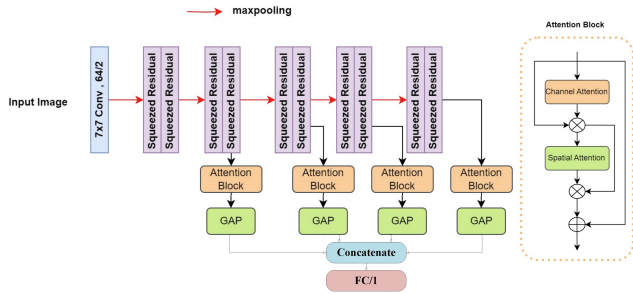 maxpooling
Attention Block
Input Image
7x7 Conv , 64/2
Squeezed Residual
Squeezed Residual
Squeezed Residual
Squeezed Residual
Squeezed Residual
Squeezed Residual
Squeezed Residual
Squeezed Residual
Squeezed Residual
Squeezed Residual
Channel Attention
Spatial Attention
Attention
Block
Attention
Block
Attention
Block
Attention
Block
GAP
GAP
GAP
GAP
Concatenate
FC/1